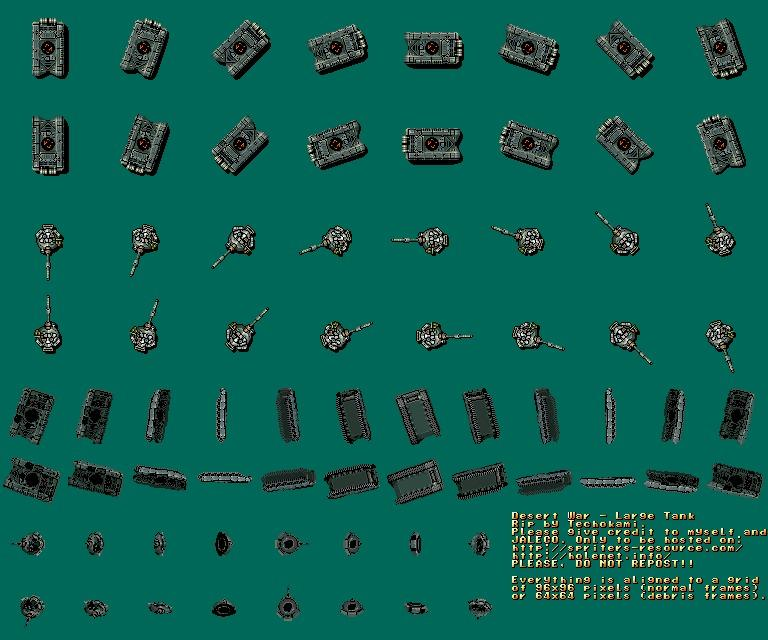 Desert War - Large Tank
Rip by Techokami.
Please give credit to myself and
JALECO. Only to be hosted on:
http://spriters-resource.com/
http://holenet.info/
PLEASE, DO NOT REPOST!!
Everything is aligned to a grid
of 96x96 pixels (normal frames)
or 64x64 pixels (debris frames).